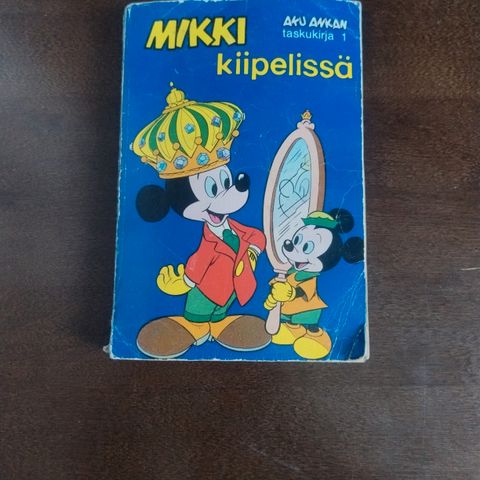 MIKKI
kiipelissä
AKU ANKAN
taskukirja 1